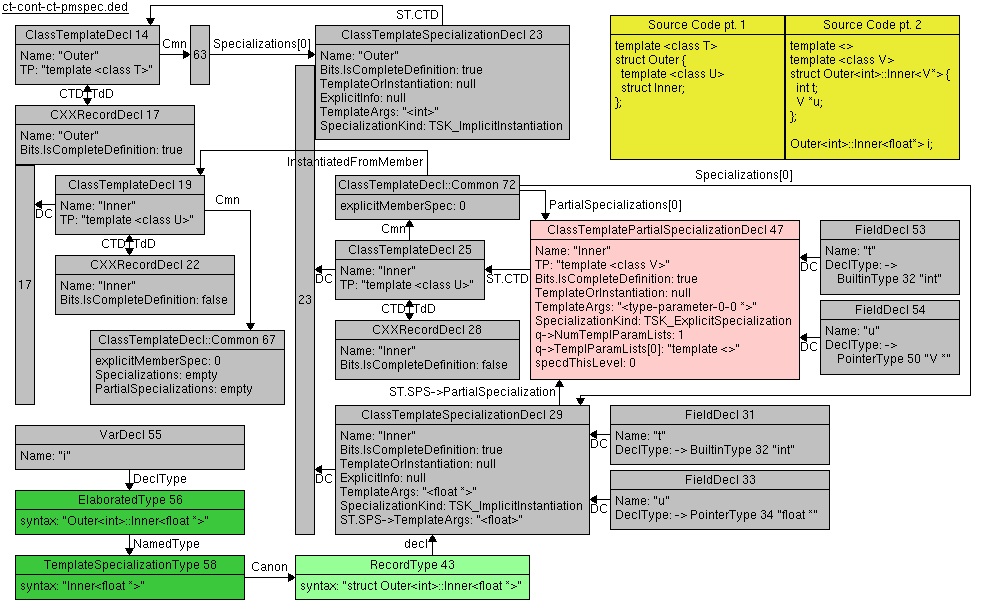 ct-cont-ct-pmspec.ded
ClassTemplateDecl 14
Name: "Outer"
TP: "template <class T>"
Cmn
63
Specializations[0]
ST.CTD
ClassTemplateSpecializationDecl 23
Name: "Outer"
Bits.IsCompleteDefinition: true
TemplateOrInstantiation: null
ExplicitInfo: null
TemplateArgs: "<int>"
SpecializationKind: TSK_ImplicitInstantiation
Source Code pt. 1
template <class T>
struct Outer {
template <class U>
struct Inner;
};
Source Code pt. 2
template <>
template <class V>
struct Outer<int>::Inner<V*> {
int t;
V *u;
};
Outer<int>::Inner<float*> i;
CTD
TdD
CXXRecordDecl 17
Name: "Outer"
Bits.IsCompleteDefinition: true
17
DC
ClassTemplateDecl 19
Name: "Inner"
TP: "template <class U>"
Cmn
CTD
TdD
CXXRecordDecl 22
Name: "Inner"
Bits.IsCompleteDefinition: false
ClassTemplateDecl::Common 67
explicitMemberSpec: 0
Specializations: empty
PartialSpecializations: empty
23
InstantiatedFromMember
ClassTemplateDecl::Common 72
explicitMemberSpec: 0
Specializations[0]
PartialSpecializations[0]
Cmn
ClassTemplateDecl 25
Name: "Inner"
TP: "template <class U>"
DC
ST.CTD
CTD
TdD
CXXRecordDecl 28
Name: "Inner"
Bits.IsCompleteDefinition: false
ClassTemplatePartialSpecializationDecl 47
Name: "Inner"
TP: "template <class V>"
Bits.IsCompleteDefinition: true
TemplateOrInstantiation: null
TemplateArgs: "<type-parameter-0-0 *>"
SpecializationKind: TSK_ExplicitSpecialization
q->NumTemplParamLists: 1
q->TemplParamLists[0]: "template <>"
specdThisLevel: 0
DC
FieldDecl 53
Name: "t"
DeclType: ->
BuiltinType 32 "int"
DC
FieldDecl 54
Name: "u"
DeclType: ->
PointerType 50 "V *"
ST.SPS->PartialSpecialization
ClassTemplateSpecializationDecl 29
Name: "Inner"
Bits.IsCompleteDefinition: true
TemplateOrInstantiation: null
ExplicitInfo: null
TemplateArgs: "<float *>"
SpecializationKind: TSK_ImplicitInstantiation
ST.SPS->TemplateArgs: "<float>"
DC
DC
FieldDecl 31
Name: "t"
DeclType: -> BuiltinType 32 "int"
DC
FieldDecl 33
Name: "u"
DeclType: -> PointerType 34 "float *"
VarDecl 55
Name: "i"
DeclType
ElaboratedType 56
syntax: "Outer<int>::Inner<float *>"
NamedType
TemplateSpecializationType 58
syntax: "Inner<float *>"
Canon
decl
RecordType 43
syntax: "struct Outer<int>::Inner<float *>"